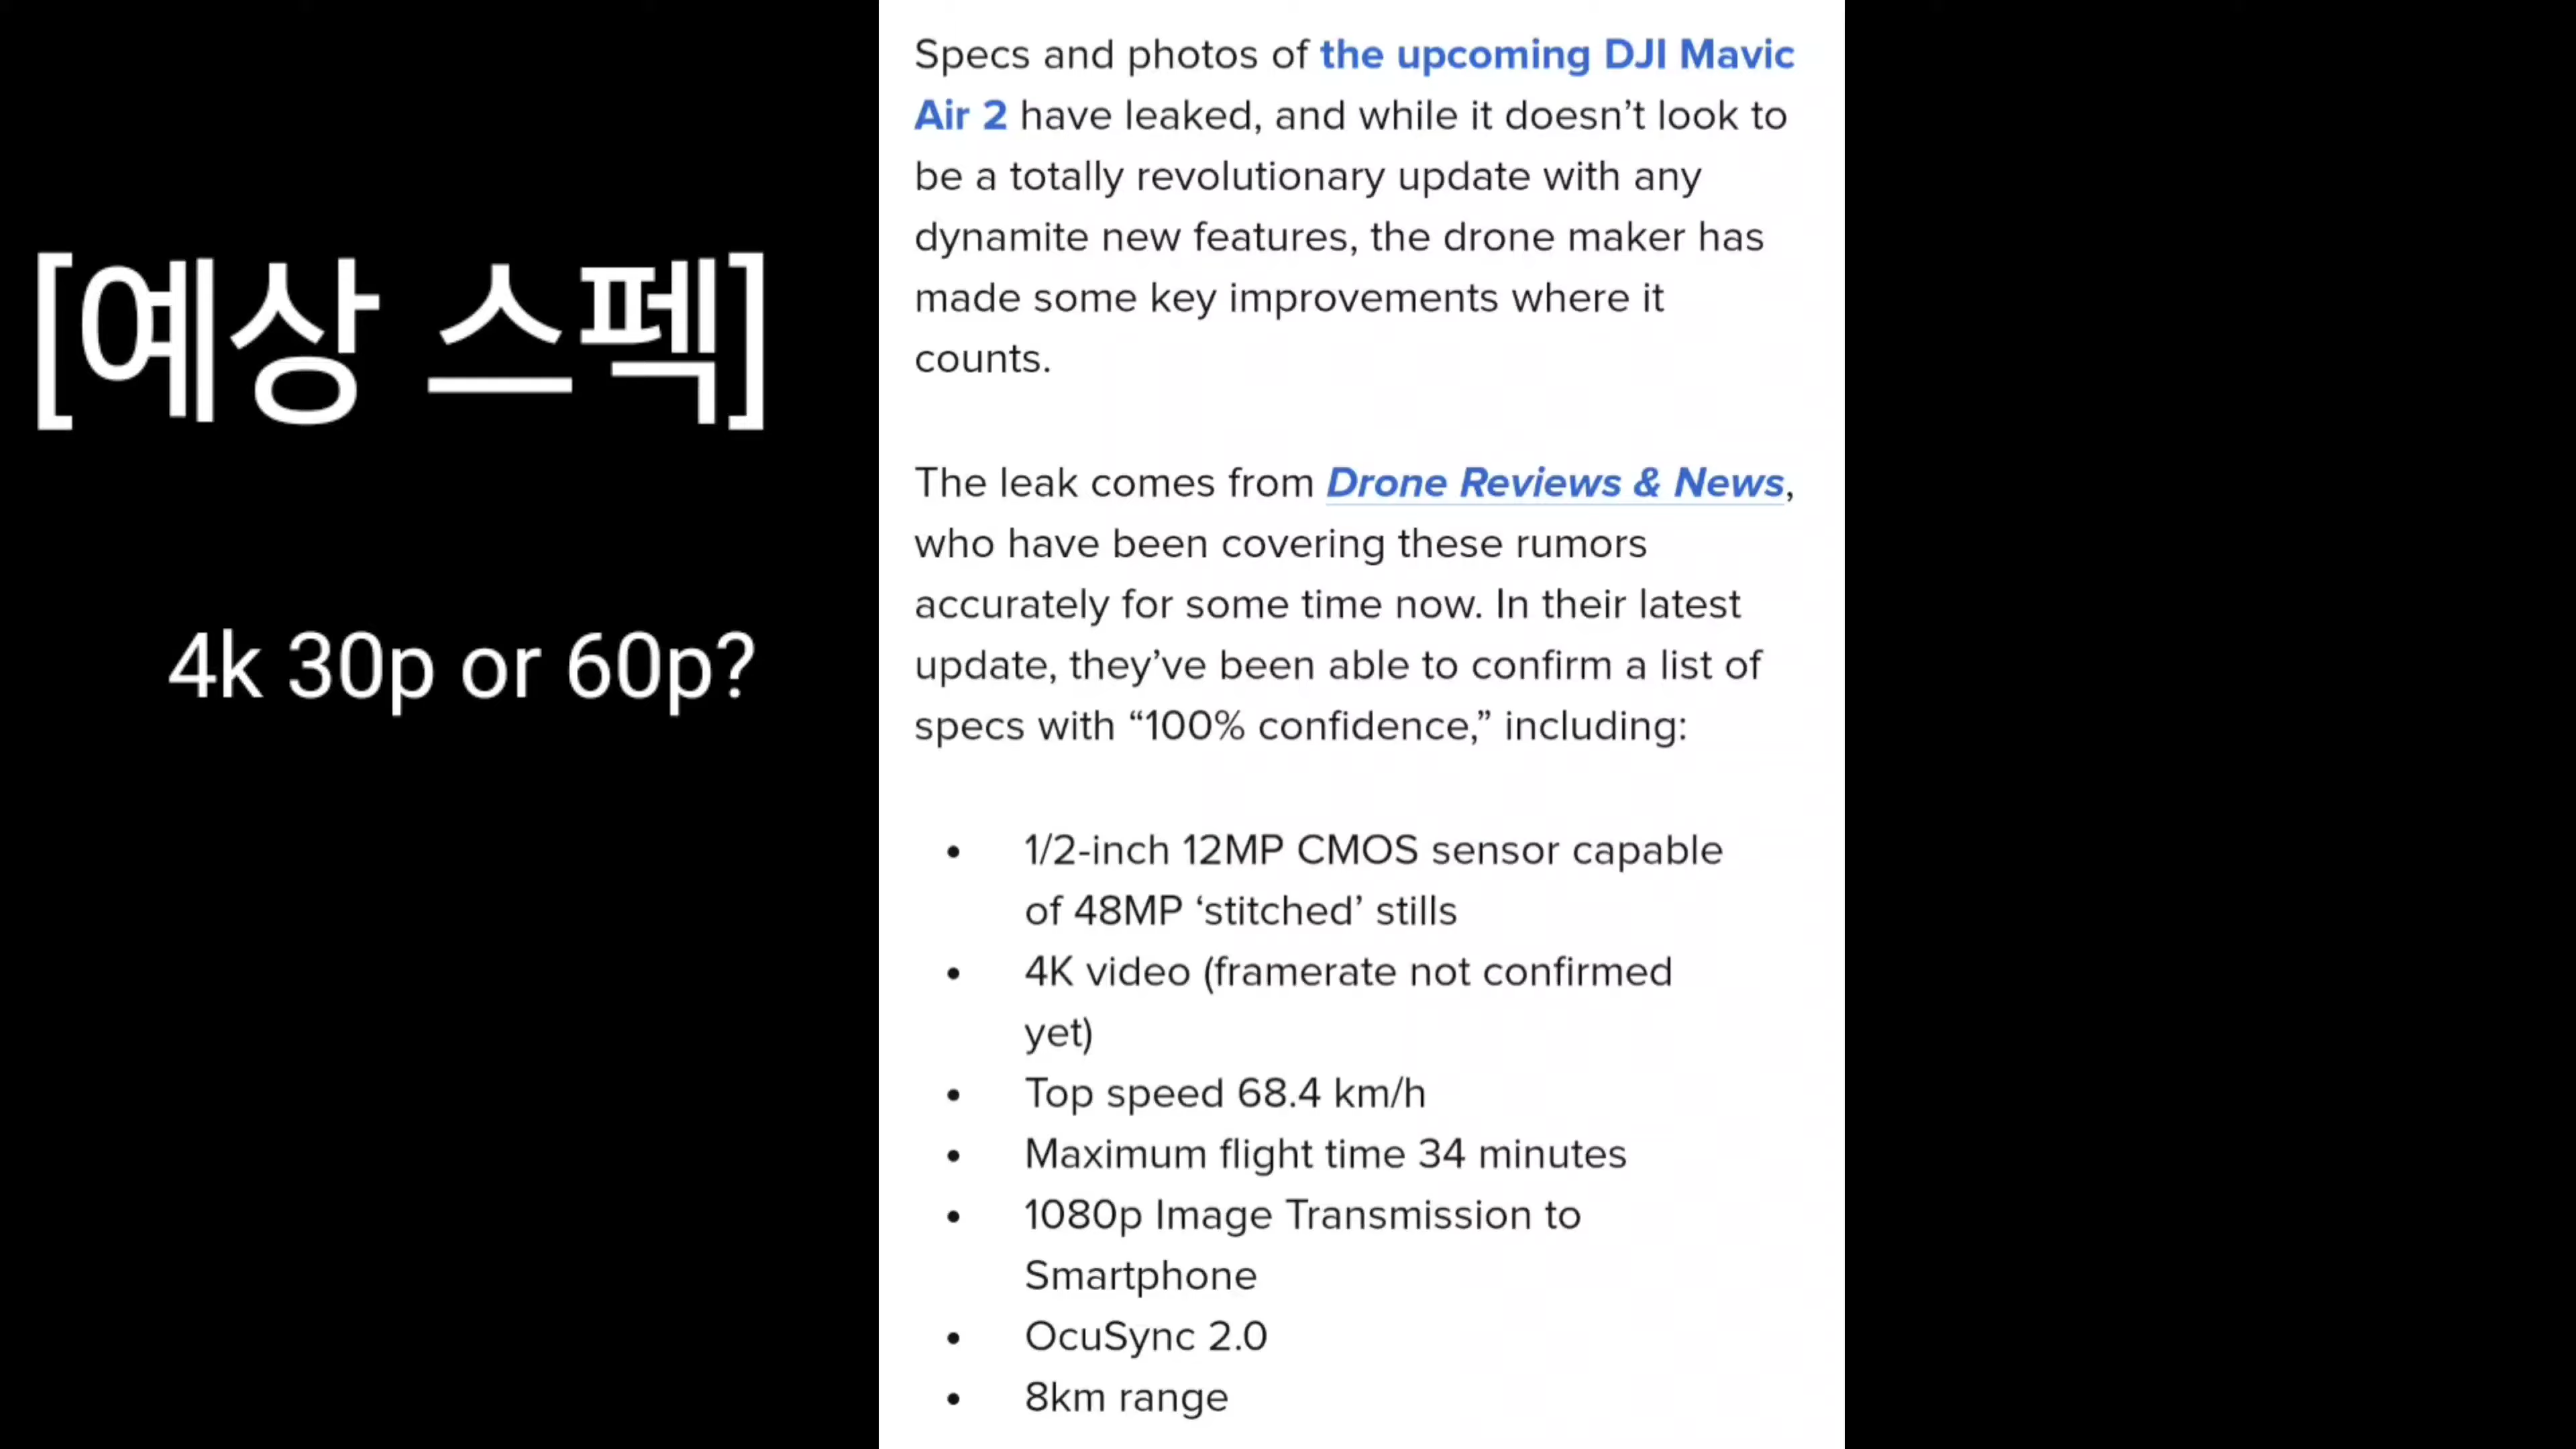 [예상 스펙]
4k 30p or 60p?
Specs and photos of the upcoming DJI Mavic
Air 2 have leaked, and while it doesn’t look to
be a totally revolutionary update with any
dynamite new features, the drone maker has
made some key improvements where it
counts.
The leak comes from Drone Reviews & News,
who have been covering these rumors
accurately for some time now. In their latest
update, they’ve been able to confirm a list of
specs with “100% confidence,” including:
• 1/2-inch 12MP CMOS sensor capable
of 48MP ‘stitched’ stills
• 4K video (framerate not confirmed
yet)
• Top speed 68.4 km/h
• Maximum flight time 34 minutes
• 1080p Image Transmission to
Smartphone
• OcuSync 2.0
• 8km range